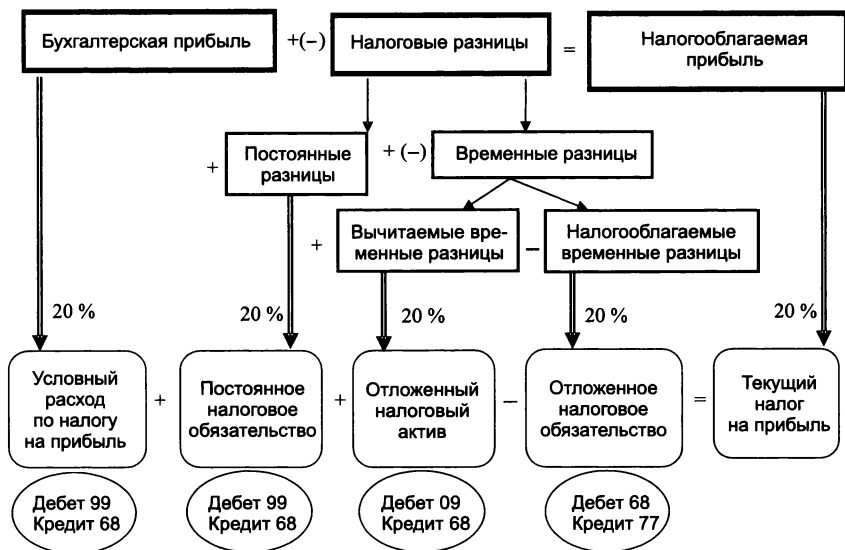 Бухгалтерская прибыль +(–) Налоговые разницы = Налогооблагаемая
прибыль
+ Постоянные
разницы
+ (–) Временные разницы
+ Вычитаемые вре-
менные разницы
– Налогооблагаемые
временные разницы
20 % 20 % 20 % 20 % 20 %
Условный
расход
по налогу
на прибыль
+
Постоянное
налоговое
обязательство
+
Отложенный
налоговый
актив
–
Отложенное
налоговое
обязательство
=
Текущий
налог
на прибыль
Дебет 99
Кредит 68
Дебет 99
Кредит 68
Дебет 09
Кредит 68
Дебет 68
Кредит 77